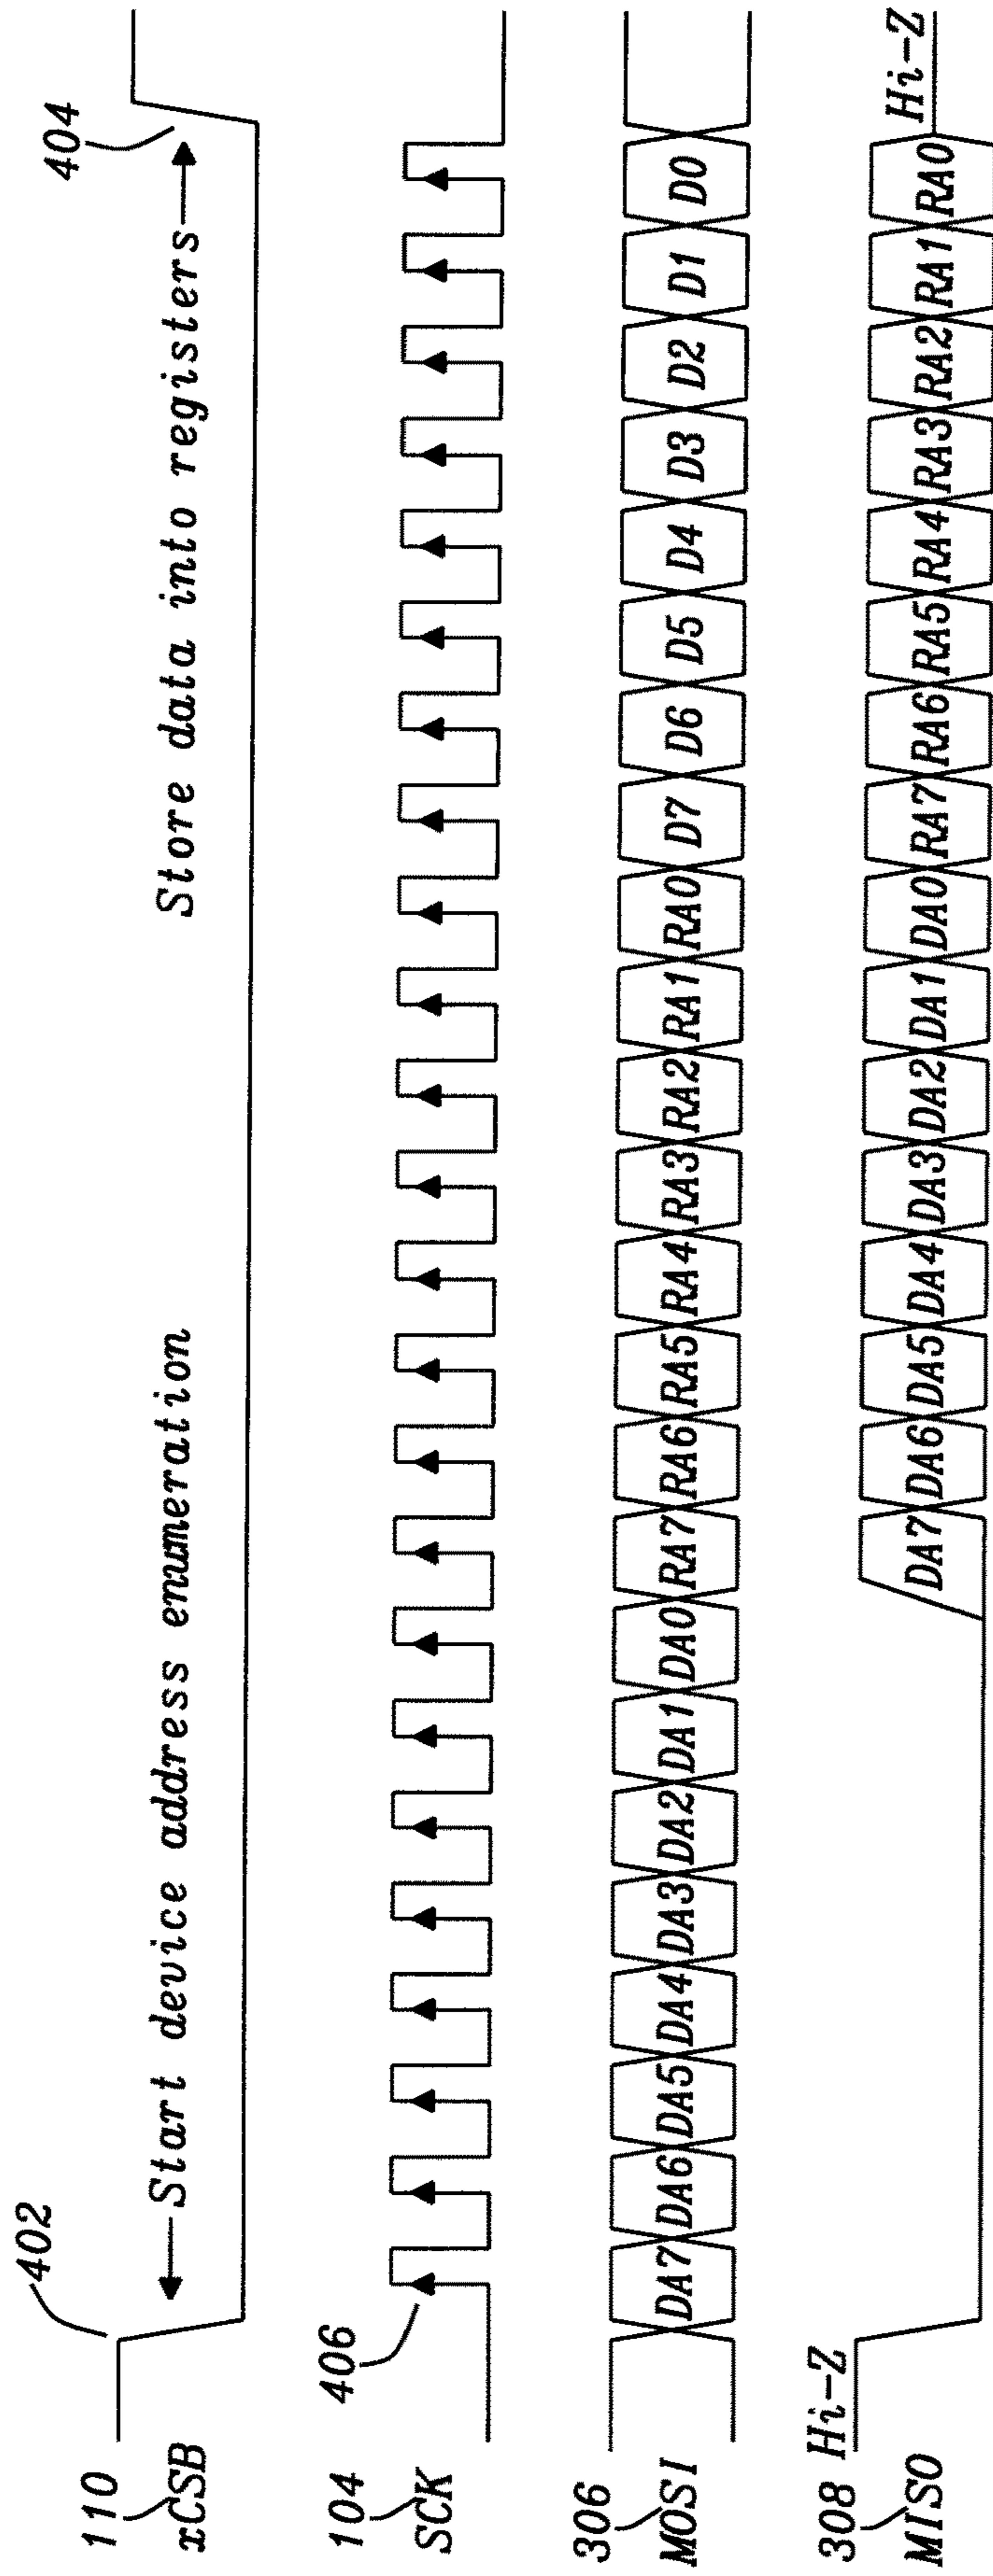 402
404
110
xCSB
←Start device address enumeration
Store data into registers→
406
104
SCK
306
MOSI
DA7 DA6 DA5 DA4 DA3 DA2 DA1 DA0 RA7 RA6 RA5 RA4 RA3 RA2 RA1 RA0 D7 D6 D5 D4 D3 D2 D1 D0
308
MISO
Hi-Z
DA7 DA6 DA5 DA4 DA3 DA2 DA1 DA0 RA7 RA6 RA5 RA4 RA3 RA2 RA1 RA0
Hi-Z